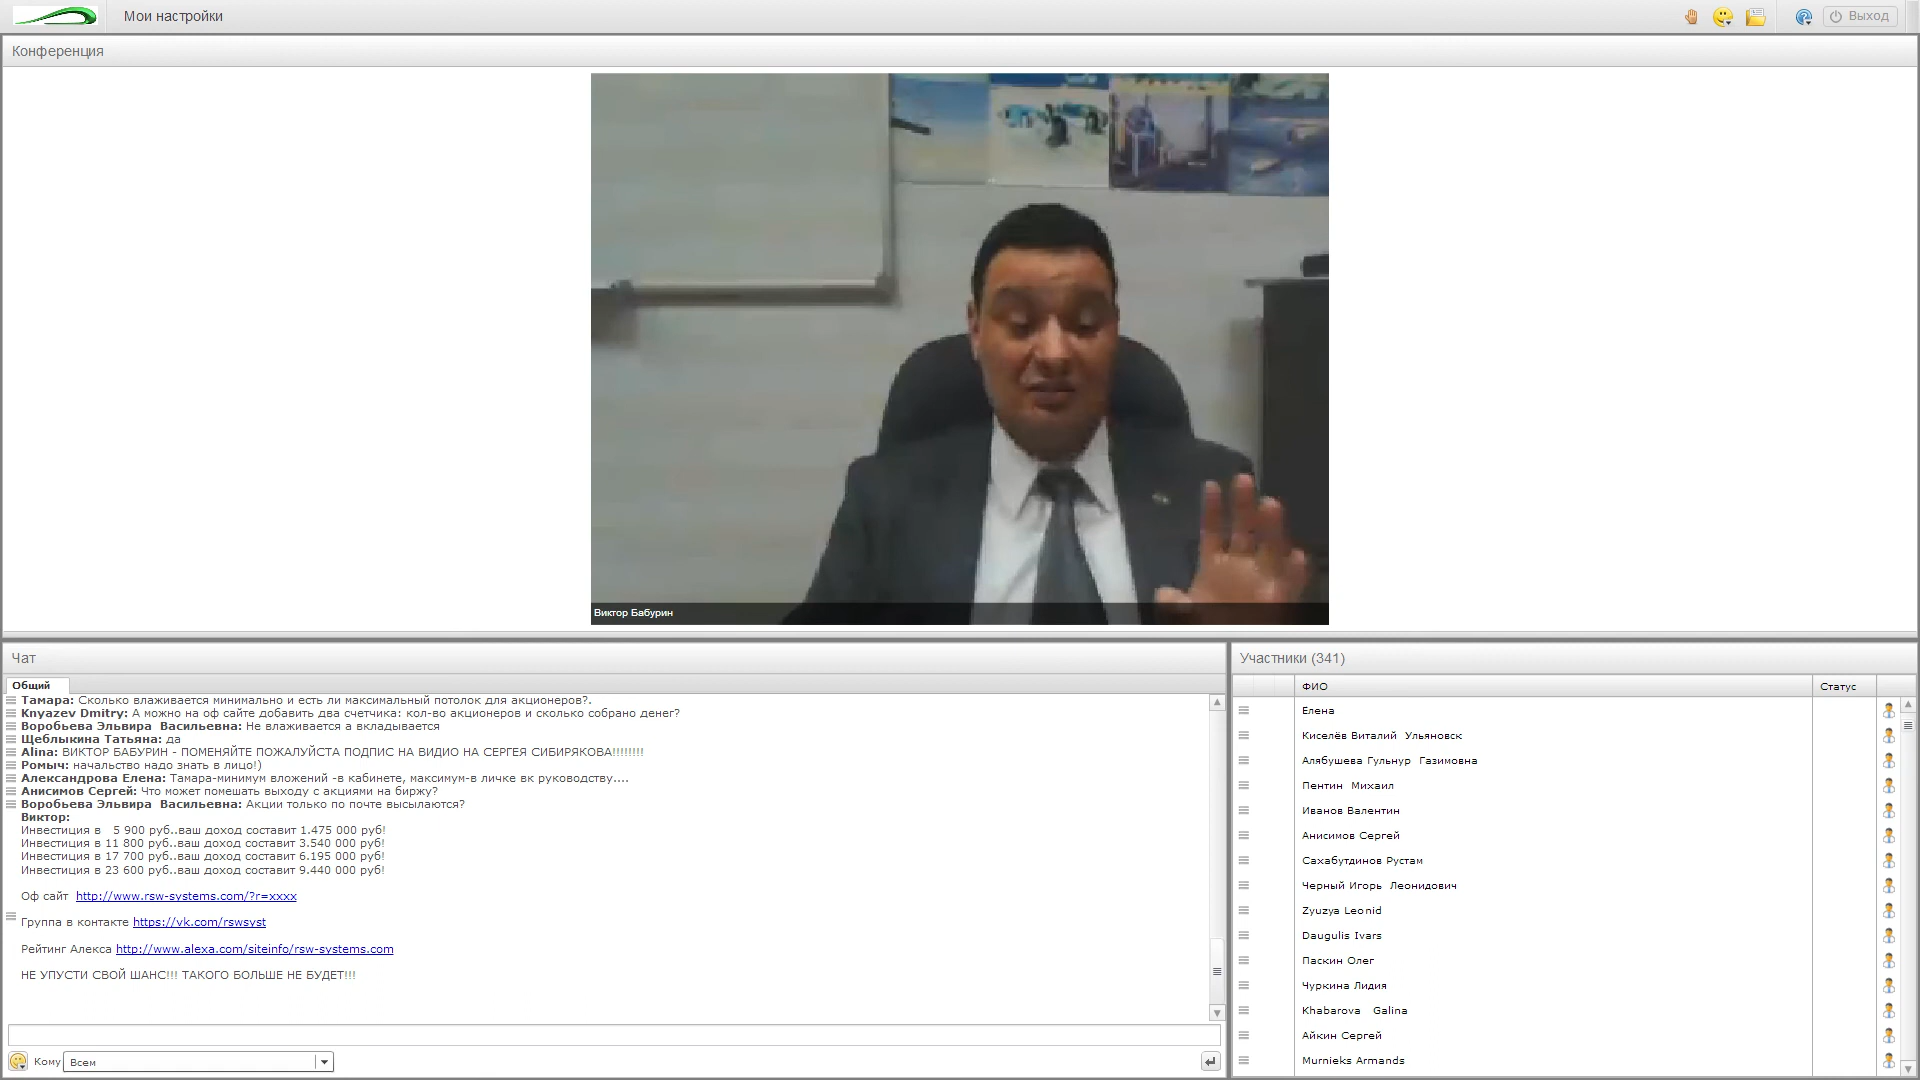 Мои настройки
Выход
Конференция
Виктор Бабурин
Чат
Общий
Тамара: Сколько влаживается минимально и есть ли максимальный потолок для акционеров?.
Knyazev Dmitry: А можно на оф сайте добавить два счетчика: кол-во акционеров и сколько собрано денег?
Воробьева Эльвира Васильевна: Не влаживается а вкладывается
Щеблыкина Татьяна: да
Alina: ВИКТОР БАБУРИН - ПОМЕНЯЙТЕ ПОЖАЛУЙСТА ПОДПИС НА ВИДИО НА СЕРГЕЯ СИБИРЯКОВА!!!!!!!!
Ромыч: начальство надо знать в лицо!)
Александрова Елена: Тамара-минимум вложений -в кабинете, максимум-в личке вк руководству....
Анисимов Сергей: Что может помешать выходу с акциями на биржу?
Воробьева Эльвира Васильевна: Акции только по почте высылаются?
Виктор:
Инвестиция в 5 900 руб..ваш доход составит 1.475 000 руб!
Инвестиция в 11 800 руб..ваш доход составит 3.540 000 руб!
Инвестиция в 17 700 руб..ваш доход составит 6.195 000 руб!
Инвестиция в 23 600 руб..ваш доход составит 9.440 000 руб!
Оф сайт http://www.rsw-systems.com/?r=xxxx
Группа в контакте https://vk.com/rswsyst
Рейтинг Алекса http://www.alexa.com/siteinfo/rsw-systems.com
НЕ УПУСТИ СВОЙ ШАНС!!! ТАКОГО БОЛЬШЕ НЕ БУДЕТ!!!
Кому Всем
Участники (341)
ФИО Статус
Елена
Киселёв Виталий Ульяновск
Алябушева Гульнур Газимовна
Пентин Михаил
Иванов Валентин
Анисимов Сергей
Сахабутдинов Рустам
Черный Игорь Леонидович
Zyuzya Leonid
Daugulis Ivars
Паскин Олег
Чуркина Лидия
Khabarova Galina
Айкин Сергей
Murnieks Armands